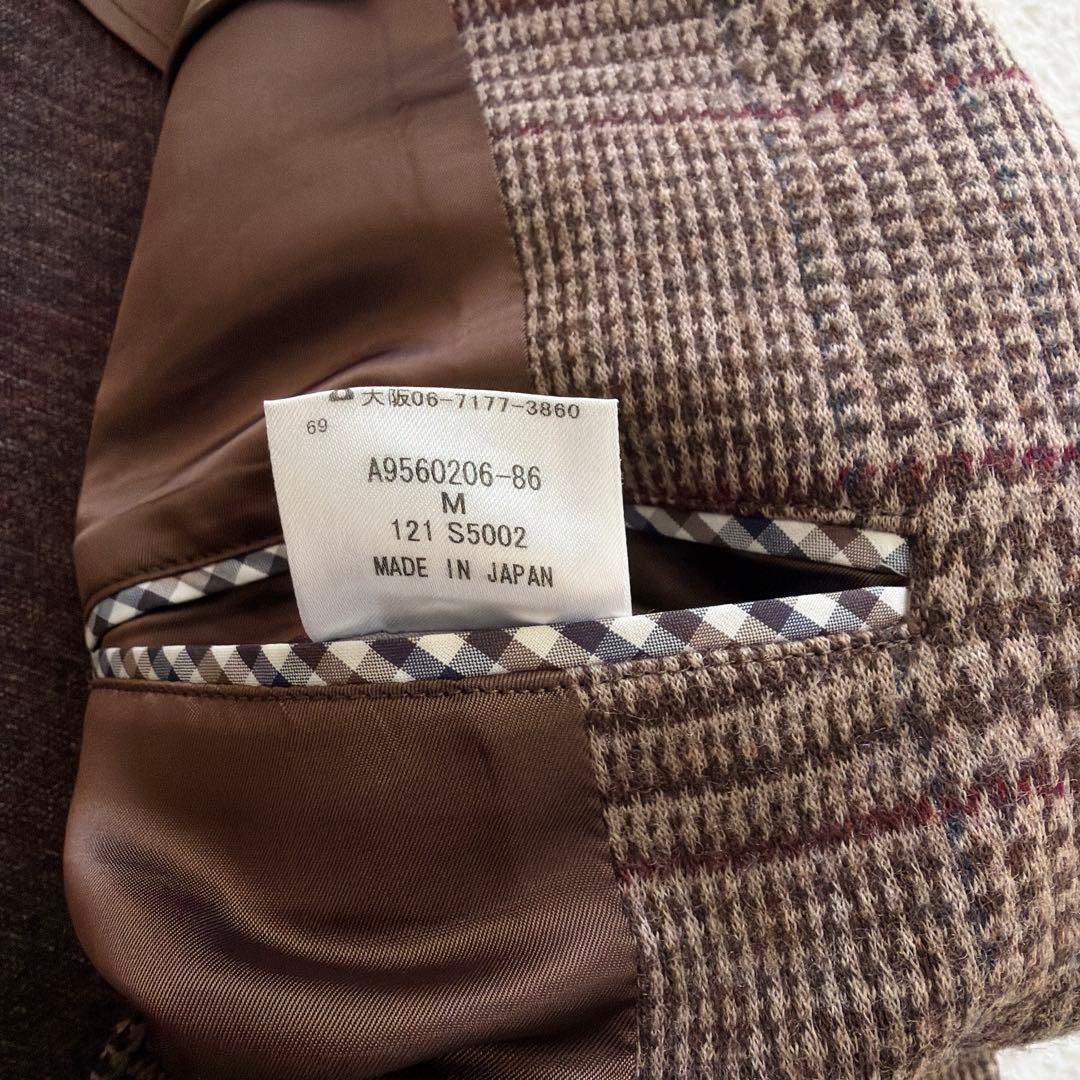 大阪06-7177-3860
69
A9560206-86
M
121 S5002
MADE IN JAPAN